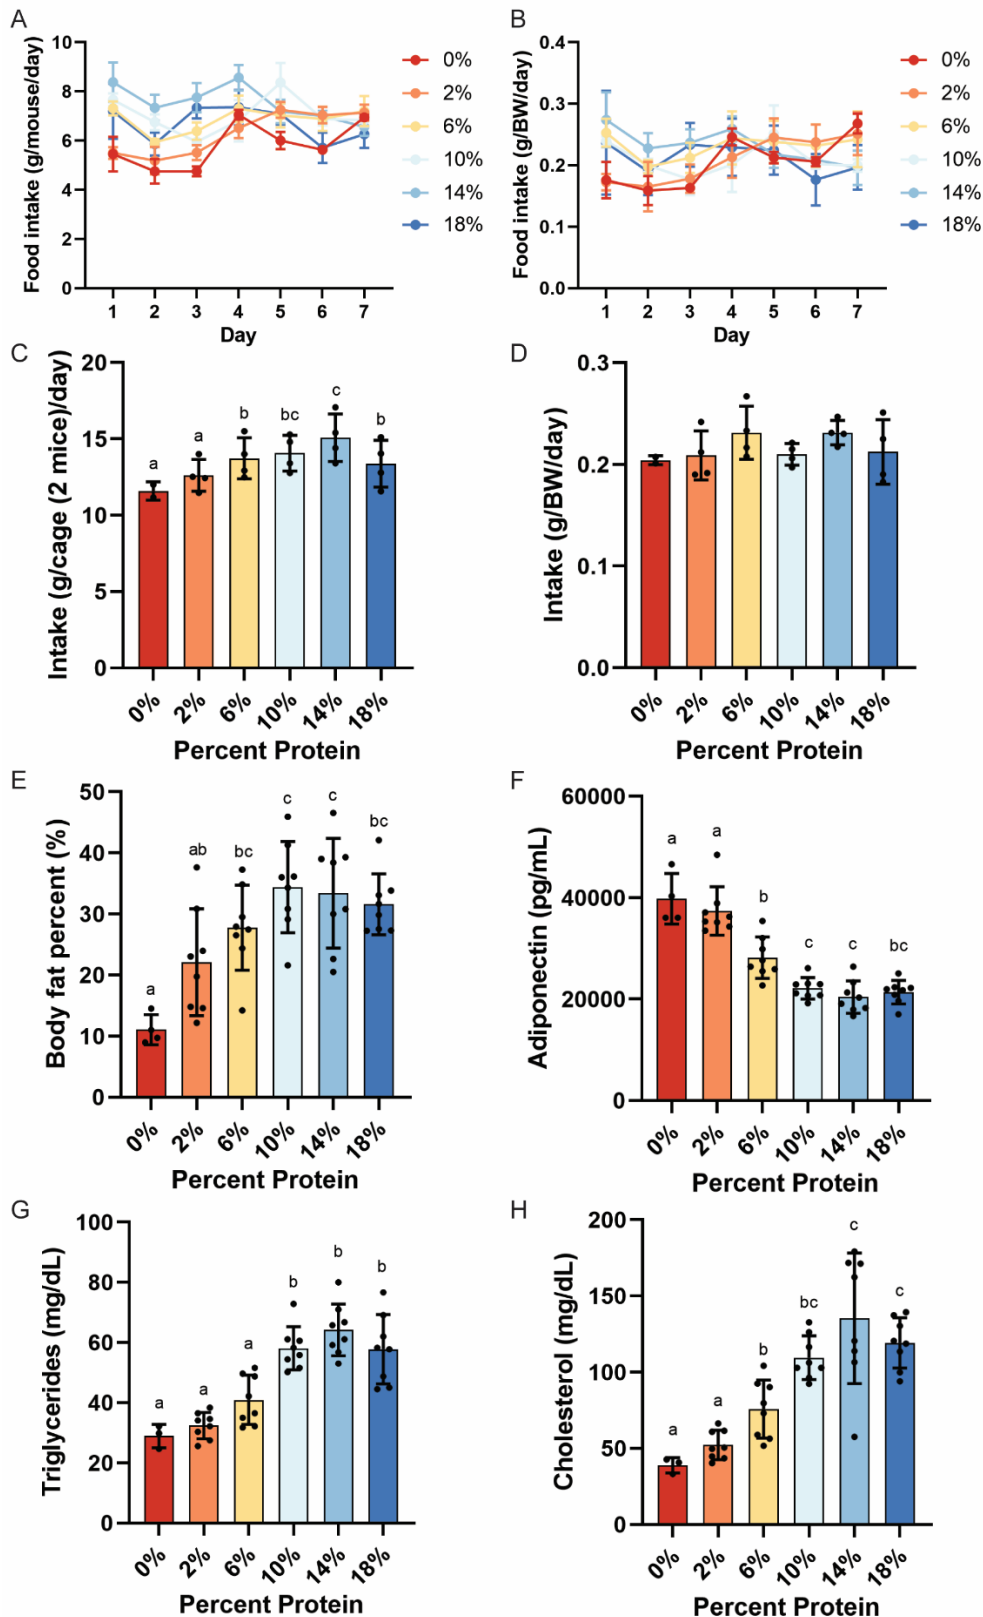 A
Food intake (g/mouse/day)
10
8
6
4
2
0
1 2 3 4 5 6 7
Day
0%
2%
6%
10%
14%
18%
B
Food intake (g/BW/day)
0.4
0.3
0.2
0.1
0.0
1 2 3 4 5 6 7
Day
0%
2%
6%
10%
14%
18%
C
Intake (g/cage (2 mice)/day)
20
15
10
5
0
a a b bc c b
0% 2% 6% 10% 14% 18%
Percent Protein
D
Intake (g/BW/day)
0.3
0.2
0.1
0.0
0% 2% 6% 10% 14% 18%
Percent Protein
E
Body fat percent (%)
50
40
30
20
10
0
a ab bc c c bc
0% 2% 6% 10% 14% 18%
Percent Protein
F
Adiponectin (pg/mL)
60000
40000
20000
0
a a b c c bc
0% 2% 6% 10% 14% 18%
Percent Protein
G
Triglycerides (mg/dL)
100
80
60
40
20
0
a a a b b b
0% 2% 6% 10% 14% 18%
Percent Protein
H
Cholesterol (mg/dL)
200
150
100
50
0
a a b bc c c
0% 2% 6% 10% 14% 18%
Percent Protein